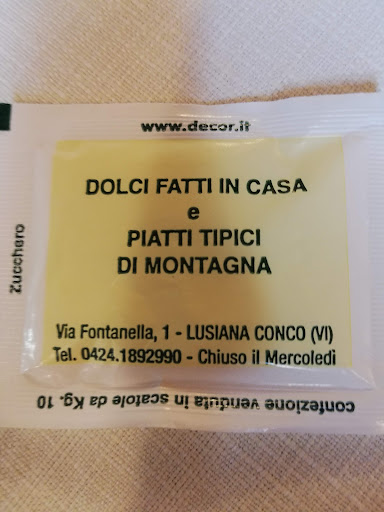 www.decor.it
DOLCI FATTI IN CASA
e
PIATTI TIPICI
DI MONTAGNA
Via Fontanella, 1 - LUSIANA CONCO (VI)
Tel. 0424.1892990 - Chiuso il Mercoledì
Zucchero
confezione venduta in scatole da Kg. 10